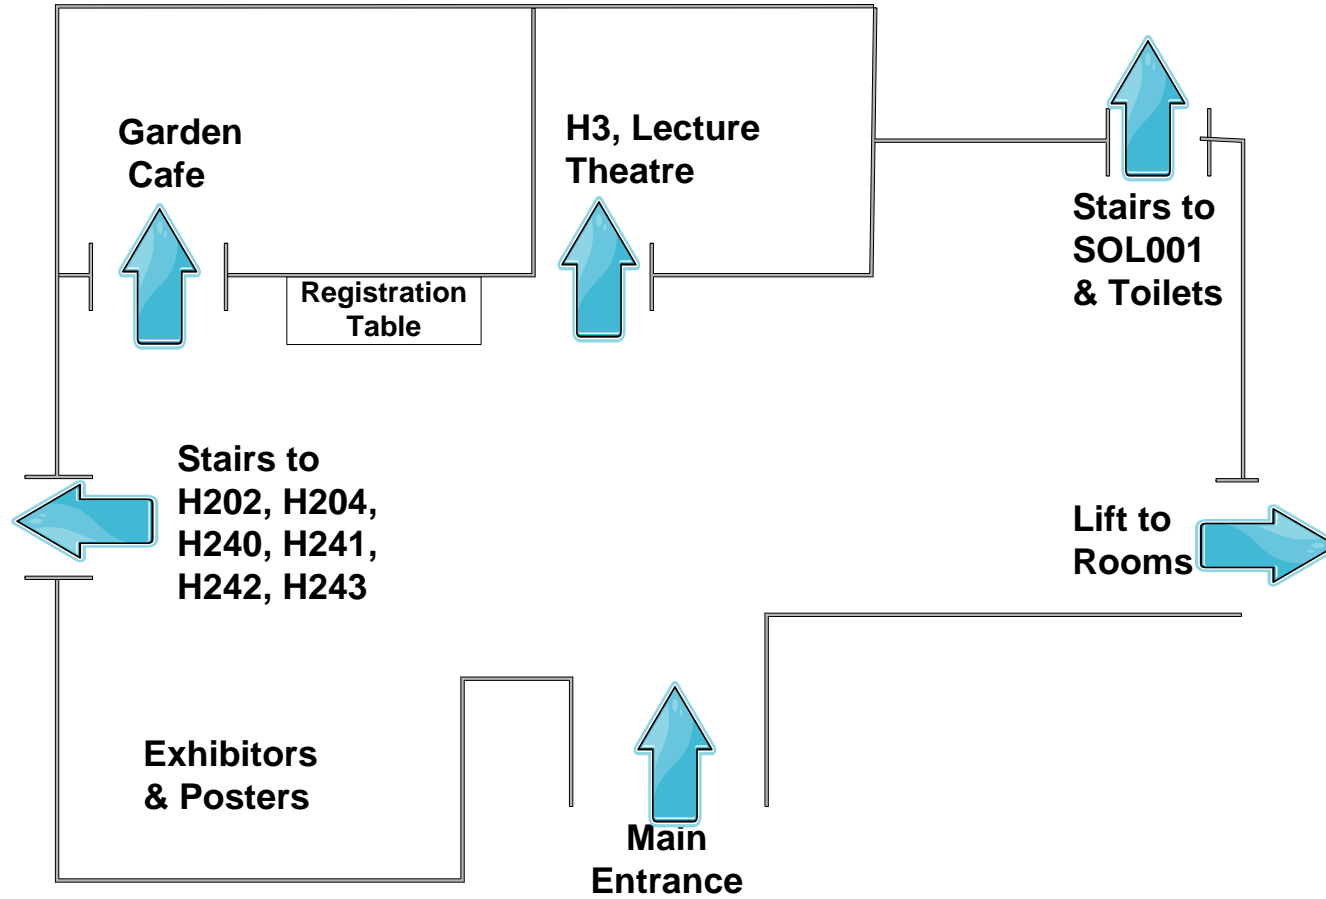 Garden
Cafe
H3, Lecture
Theatre
Stairs to
SOL001
& Toilets
Registration
Table
Stairs to
H202, H204,
H240, H241,
H242, H243
Lift to
Rooms
Exhibitors
& Posters
Main
Entrance